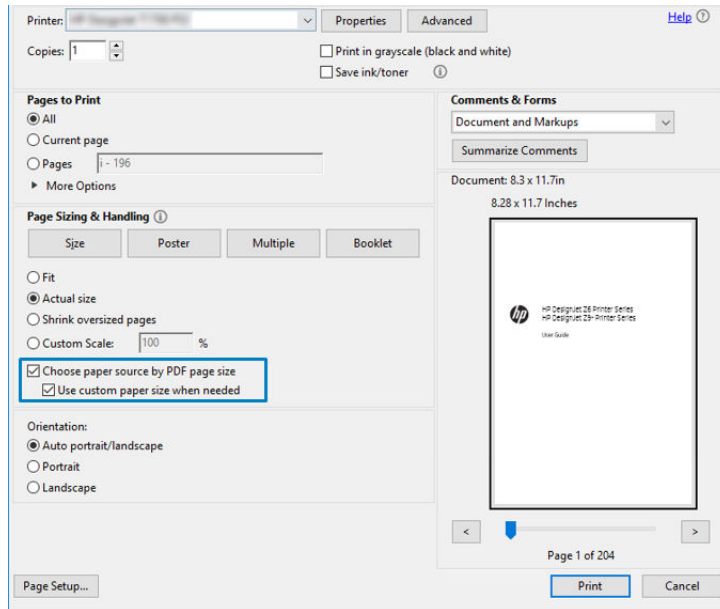 Printer:
Properties
Advanced
Help
Copies: 1
Print in grayscale (black and white)
Save ink/toner
Pages to Print
All
Current page
Pages i - 196
More Options
Page Sizing & Handling
Size
Poster
Multiple
Booklet
Fit
Actual size
Shrink oversized pages
Custom Scale: 100 %
Choose paper source by PDF page size
Use custom paper size when needed
Orientation:
Auto portrait/landscape
Portrait
Landscape
Comments & Forms
Document and Markups
Summarize Comments
Document: 8.3 x 11.7in
8.28 x 11.7 Inches
hp
HP DesignJet Z6 Printer Series
HP DesignJet Z9+ Printer Series
User Guide
<
>
Page 1 of 204
Page Setup...
Print
Cancel